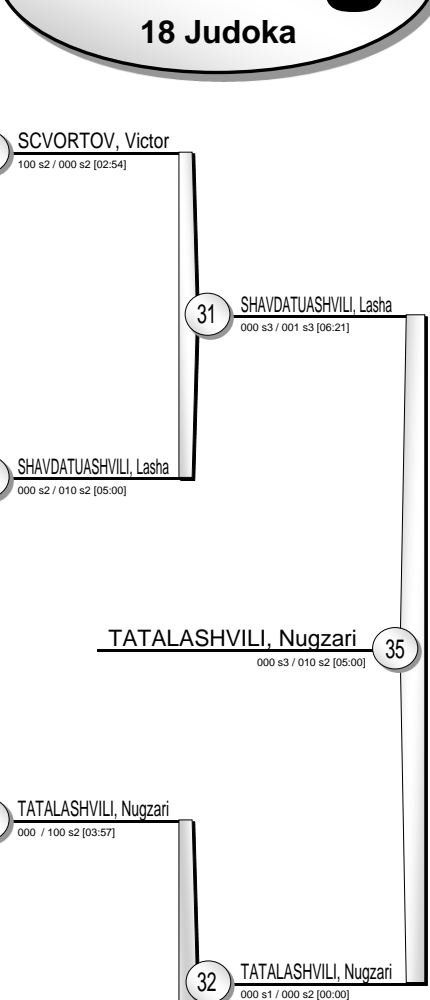 18 Judoka
SCVORTOV, Victor
100 s2 / 000 s2 [02:54]
31
SHAVDATUASHVILI, Lasha
000 s3 / 001 s3 [06:21]
SHAVDATUASHVILI, Lasha
000 s2 / 010 s2 [05:00]
TATALASHVILI, Nugzari
35
000 s3 / 010 s2 [05:00]
TATALASHVILI, Nugzari
000 / 100 s2 [03:57]
32
TATALASHVILI, Nugzari
000 s1 / 000 s2 [00:00]